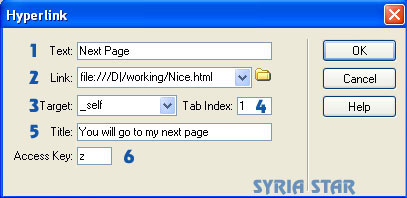 Hyperlink
1 Text: Next Page
OK
2 Link: file:///D|/working/Nice.html
Cancel
3 Target: _self Tab Index: 1 4
Help
5 Title: You will go to my next page
Access Key: z 6
SYRIA STAR